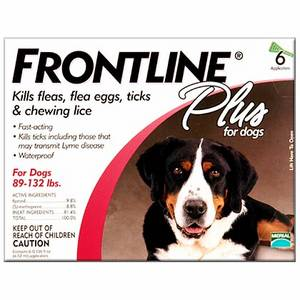 FRONTLINE®
Plus
for dogs
6
Kills fleas, flea eggs, ticks
& chewing lice
• Fast-acting
• Kills ticks including those that
may transmit Lyme disease
• Waterproof
For Dogs
89-132 lbs.
ACTIVE INGREDIENTS
Fipronil 9.8%
(S)-methoprene 8.8%
INERT INGREDIENTS 81.4%
TOTAL 100.0%
KEEP OUT OF
REACH OF CHILDREN
CAUTION
Lift Here To Open
MERIAL